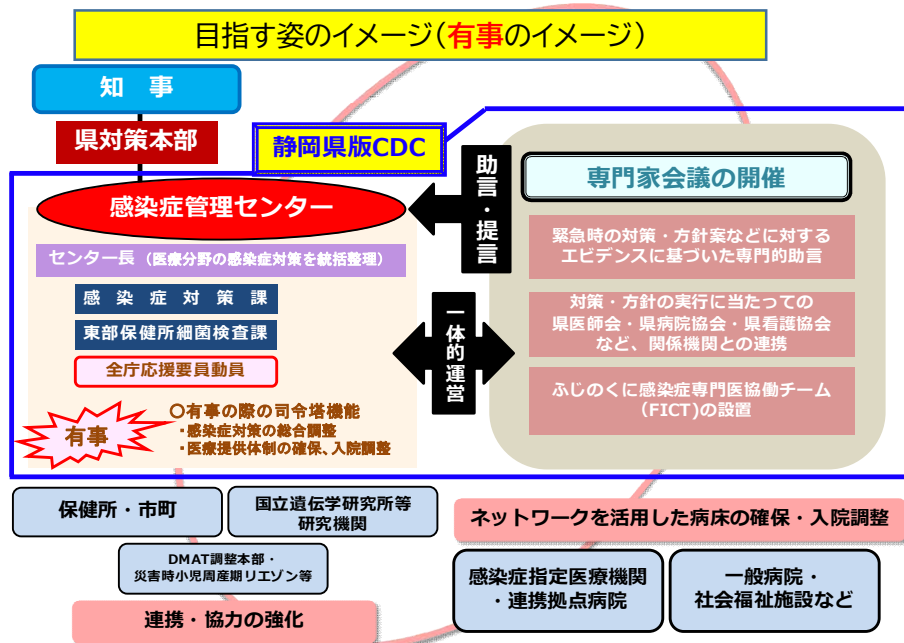 目指す姿のイメージ(有事のイメージ)
知　事
県対策本部
静岡県版CDC
感染症管理センター
センター長 (医療分野の感染症対策を統括整理)
感染症対策課
東部保健所細菌検査課
全庁応援要員動員
有事
〇有事の際の司令塔機能
・感染症対策の総合調整
・医療提供体制の確保、入院調整
助言・提言
一体的運営
専門家会議の開催
緊急時の対策・方針案などに対する
エビデンスに基づいた専門的助言
対策・方針の実行に当たっての
県医師会・県病院協会・県看護協会
など、関係機関との連携
ふじのくに感染症専門医協働チーム
(FICT)の設置
保健所・市町
国立遺伝学研究所等
研究機関
DMAT調整本部・
災害時小児周産期リエゾン等
連携・協力の強化
ネットワークを活用した病床の確保・入院調整
感染症指定医療機関
・連携拠点病院
一般病院・
社会福祉施設など